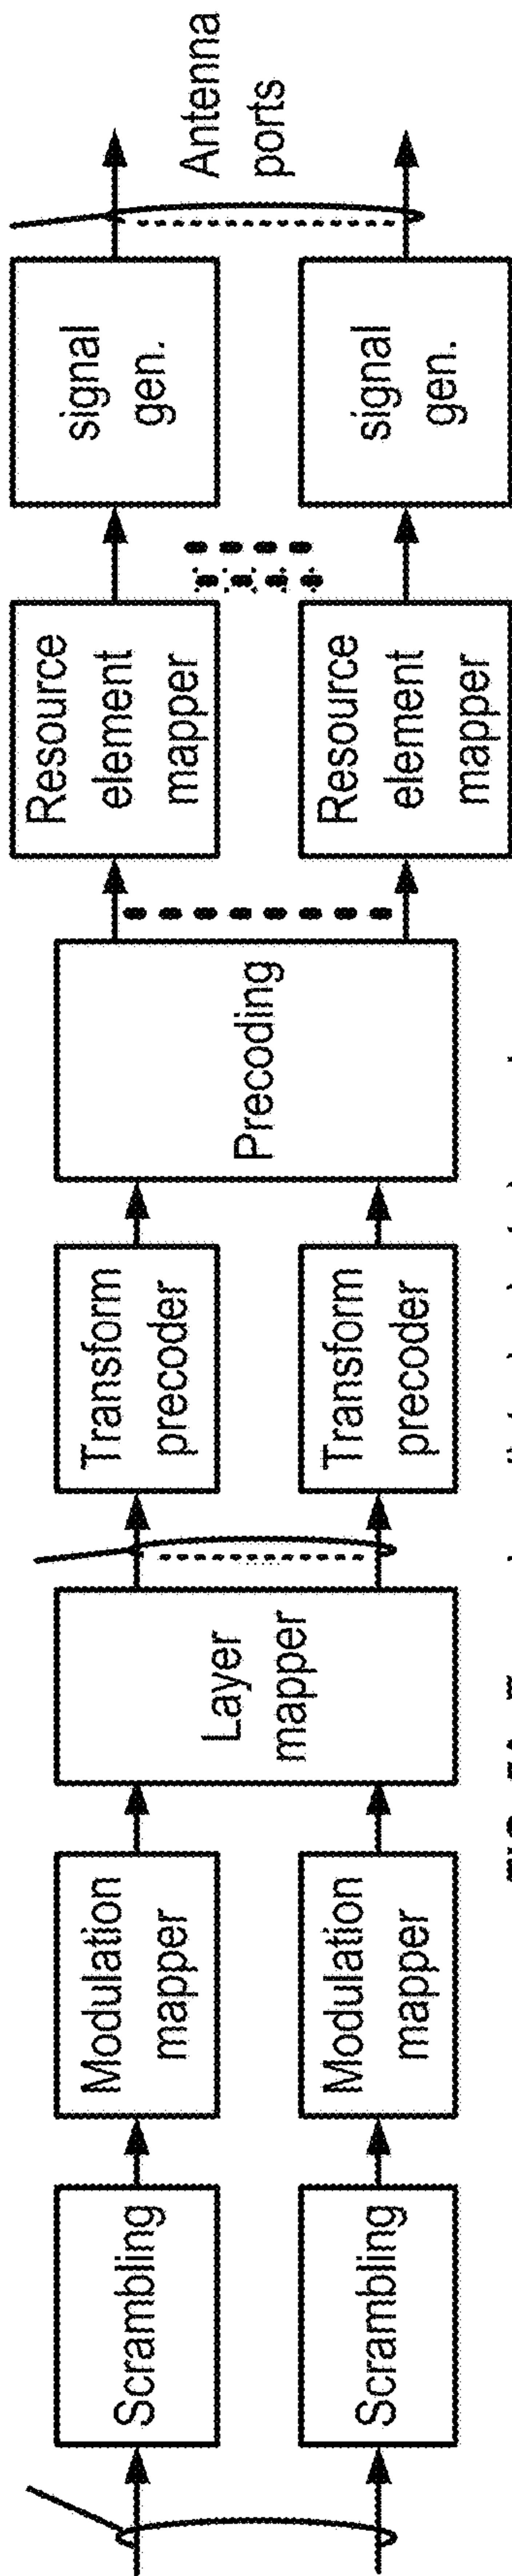 Scrambling
Scrambling
Modulation
mapper
Modulation
mapper
Layer
mapper
Transform
precoder
Transform
precoder
Precoding
Resource
element
mapper
Resource
element
mapper
signal
gen.
signal
gen.
Antenna
ports